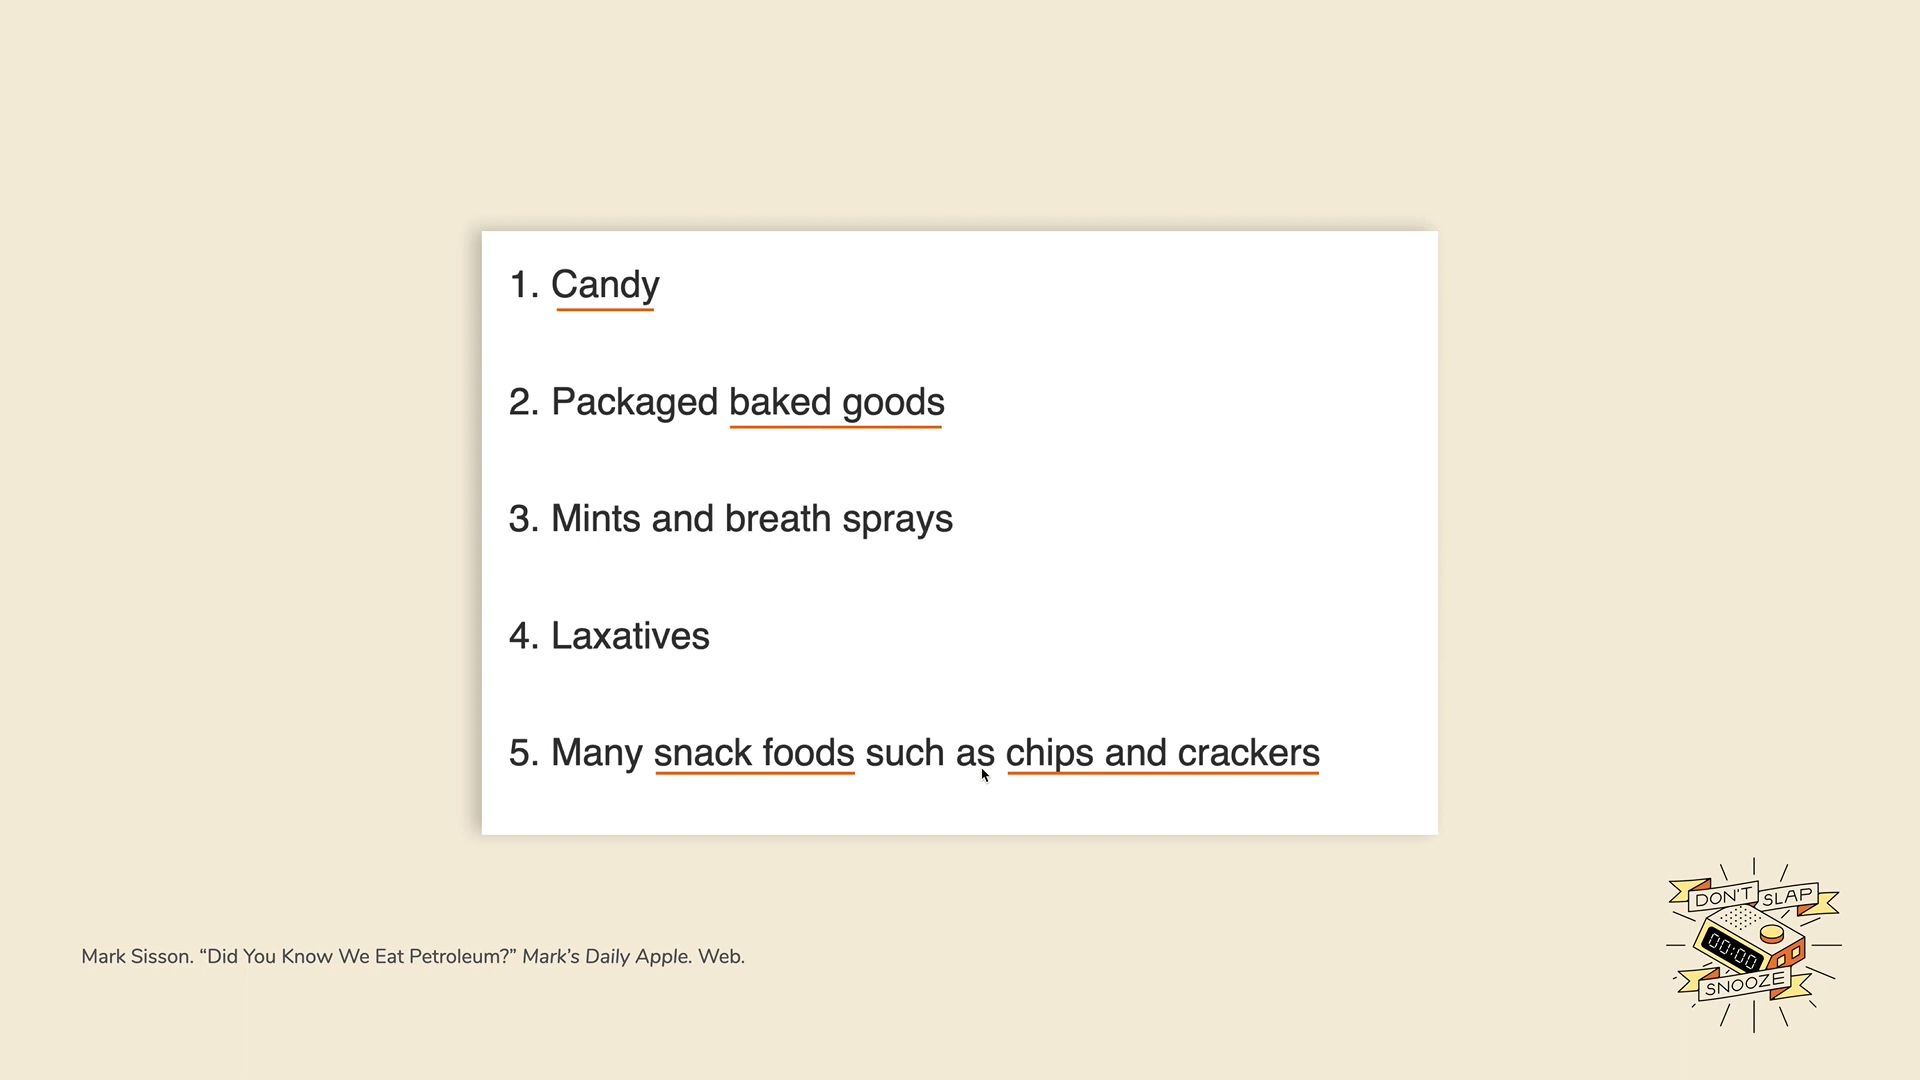 1. Candy
2. Packaged baked goods
3. Mints and breath sprays
4. Laxatives
5. Many snack foods such as chips and crackers
Mark Sisson. “Did You Know We Eat Petroleum?” Mark’s Daily Apple. Web.
DON'T SLAP
00:00
SNOOZE